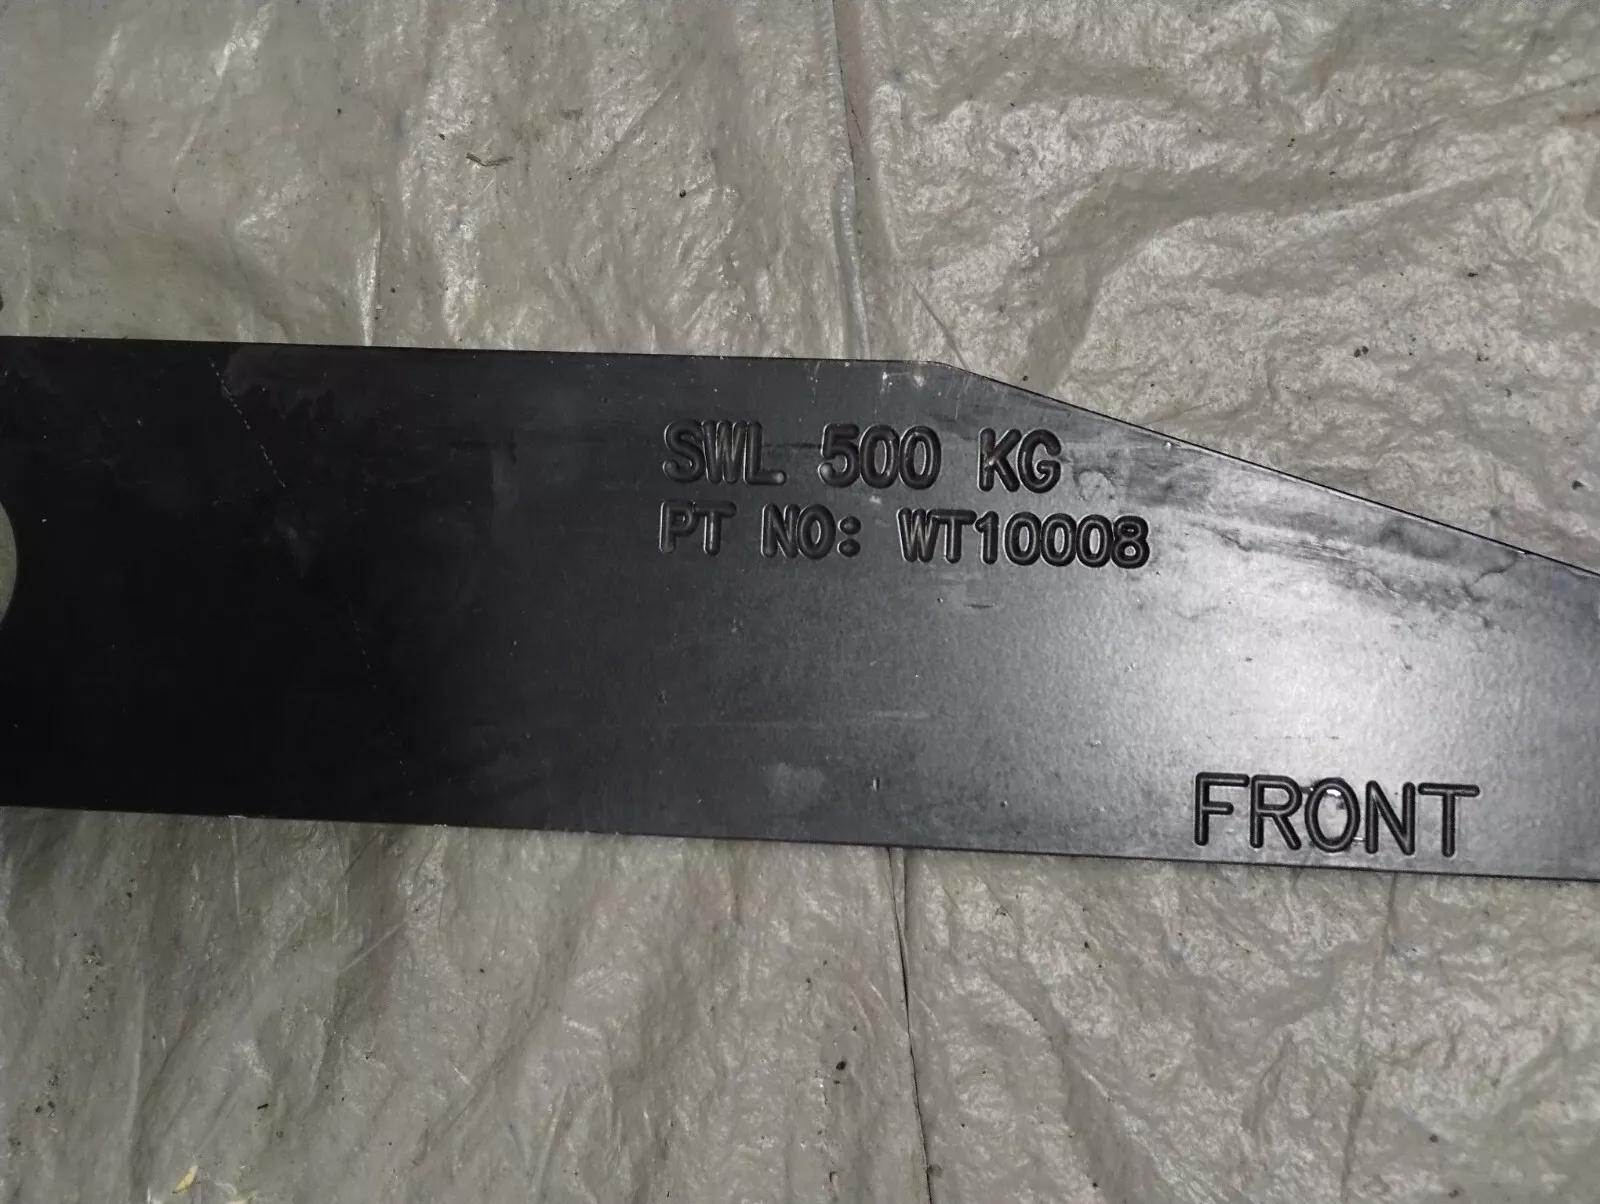 SWL 500 KG
PT NO: WT10008
FRONT